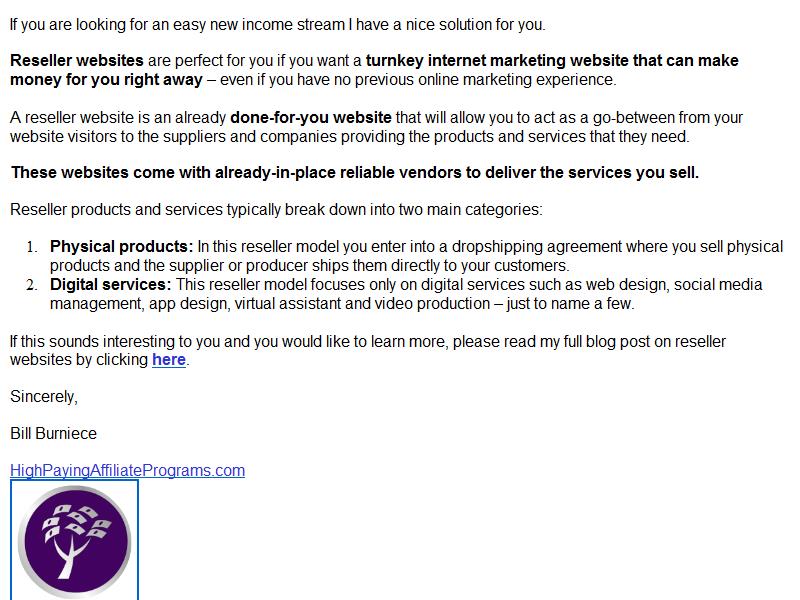 If you are looking for an easy new income stream I have a nice solution for you.
Reseller websites are perfect for you if you want a turnkey internet marketing website that can make
money for you right away – even if you have no previous online marketing experience.
A reseller website is an already done-for-you website that will allow you to act as a go-between from your
website visitors to the suppliers and companies providing the products and services that they need.
These websites come with already-in-place reliable vendors to deliver the services you sell.
Reseller products and services typically break down into two main categories:
1. Physical products: In this reseller model you enter into a dropshipping agreement where you sell physical
products and the supplier or producer ships them directly to your customers.
2. Digital services: This reseller model focuses only on digital services such as web design, social media
management, app design, virtual assistant and video production – just to name a few.
If this sounds interesting to you and you would like to learn more, please read my full blog post on reseller
websites by clicking here.
Sincerely,
Bill Burniece
HighPayingAffiliatePrograms.com